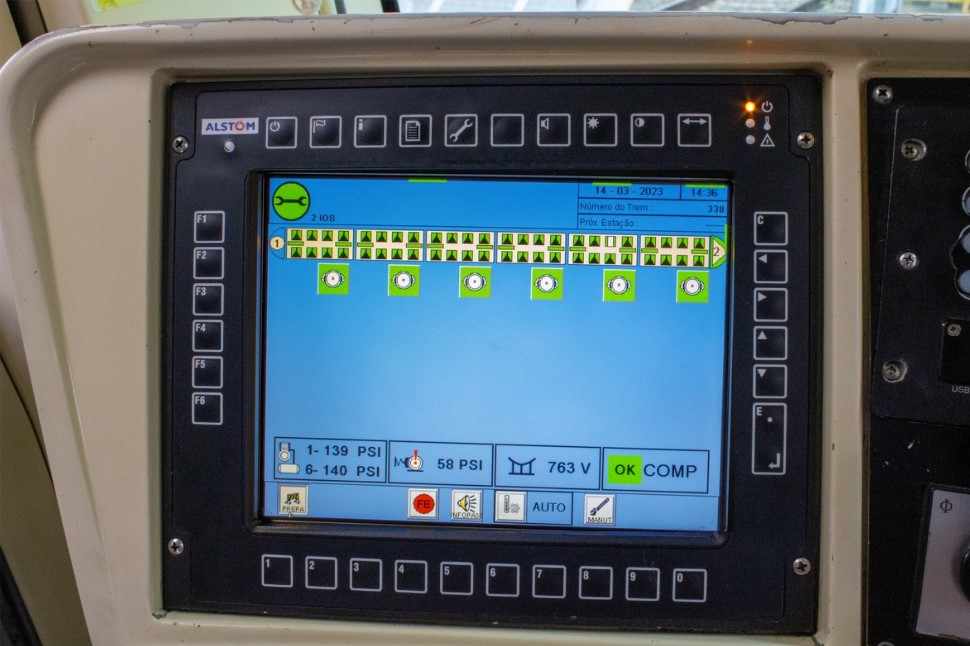 ALSTOM
F1
F2
F3
F4
F5
F6
14 - 03 - 2023
14:36
Número do Trem :
338
Próx. Estação :
2 IOS
1
2
1- 139 PSI
6- 140 PSI
58 PSI
763 V
OK COMP
PREFA
FE
INFOPAS
AUTO
MANUT
C
E
1
2
3
4
5
6
7
8
9
0
USB